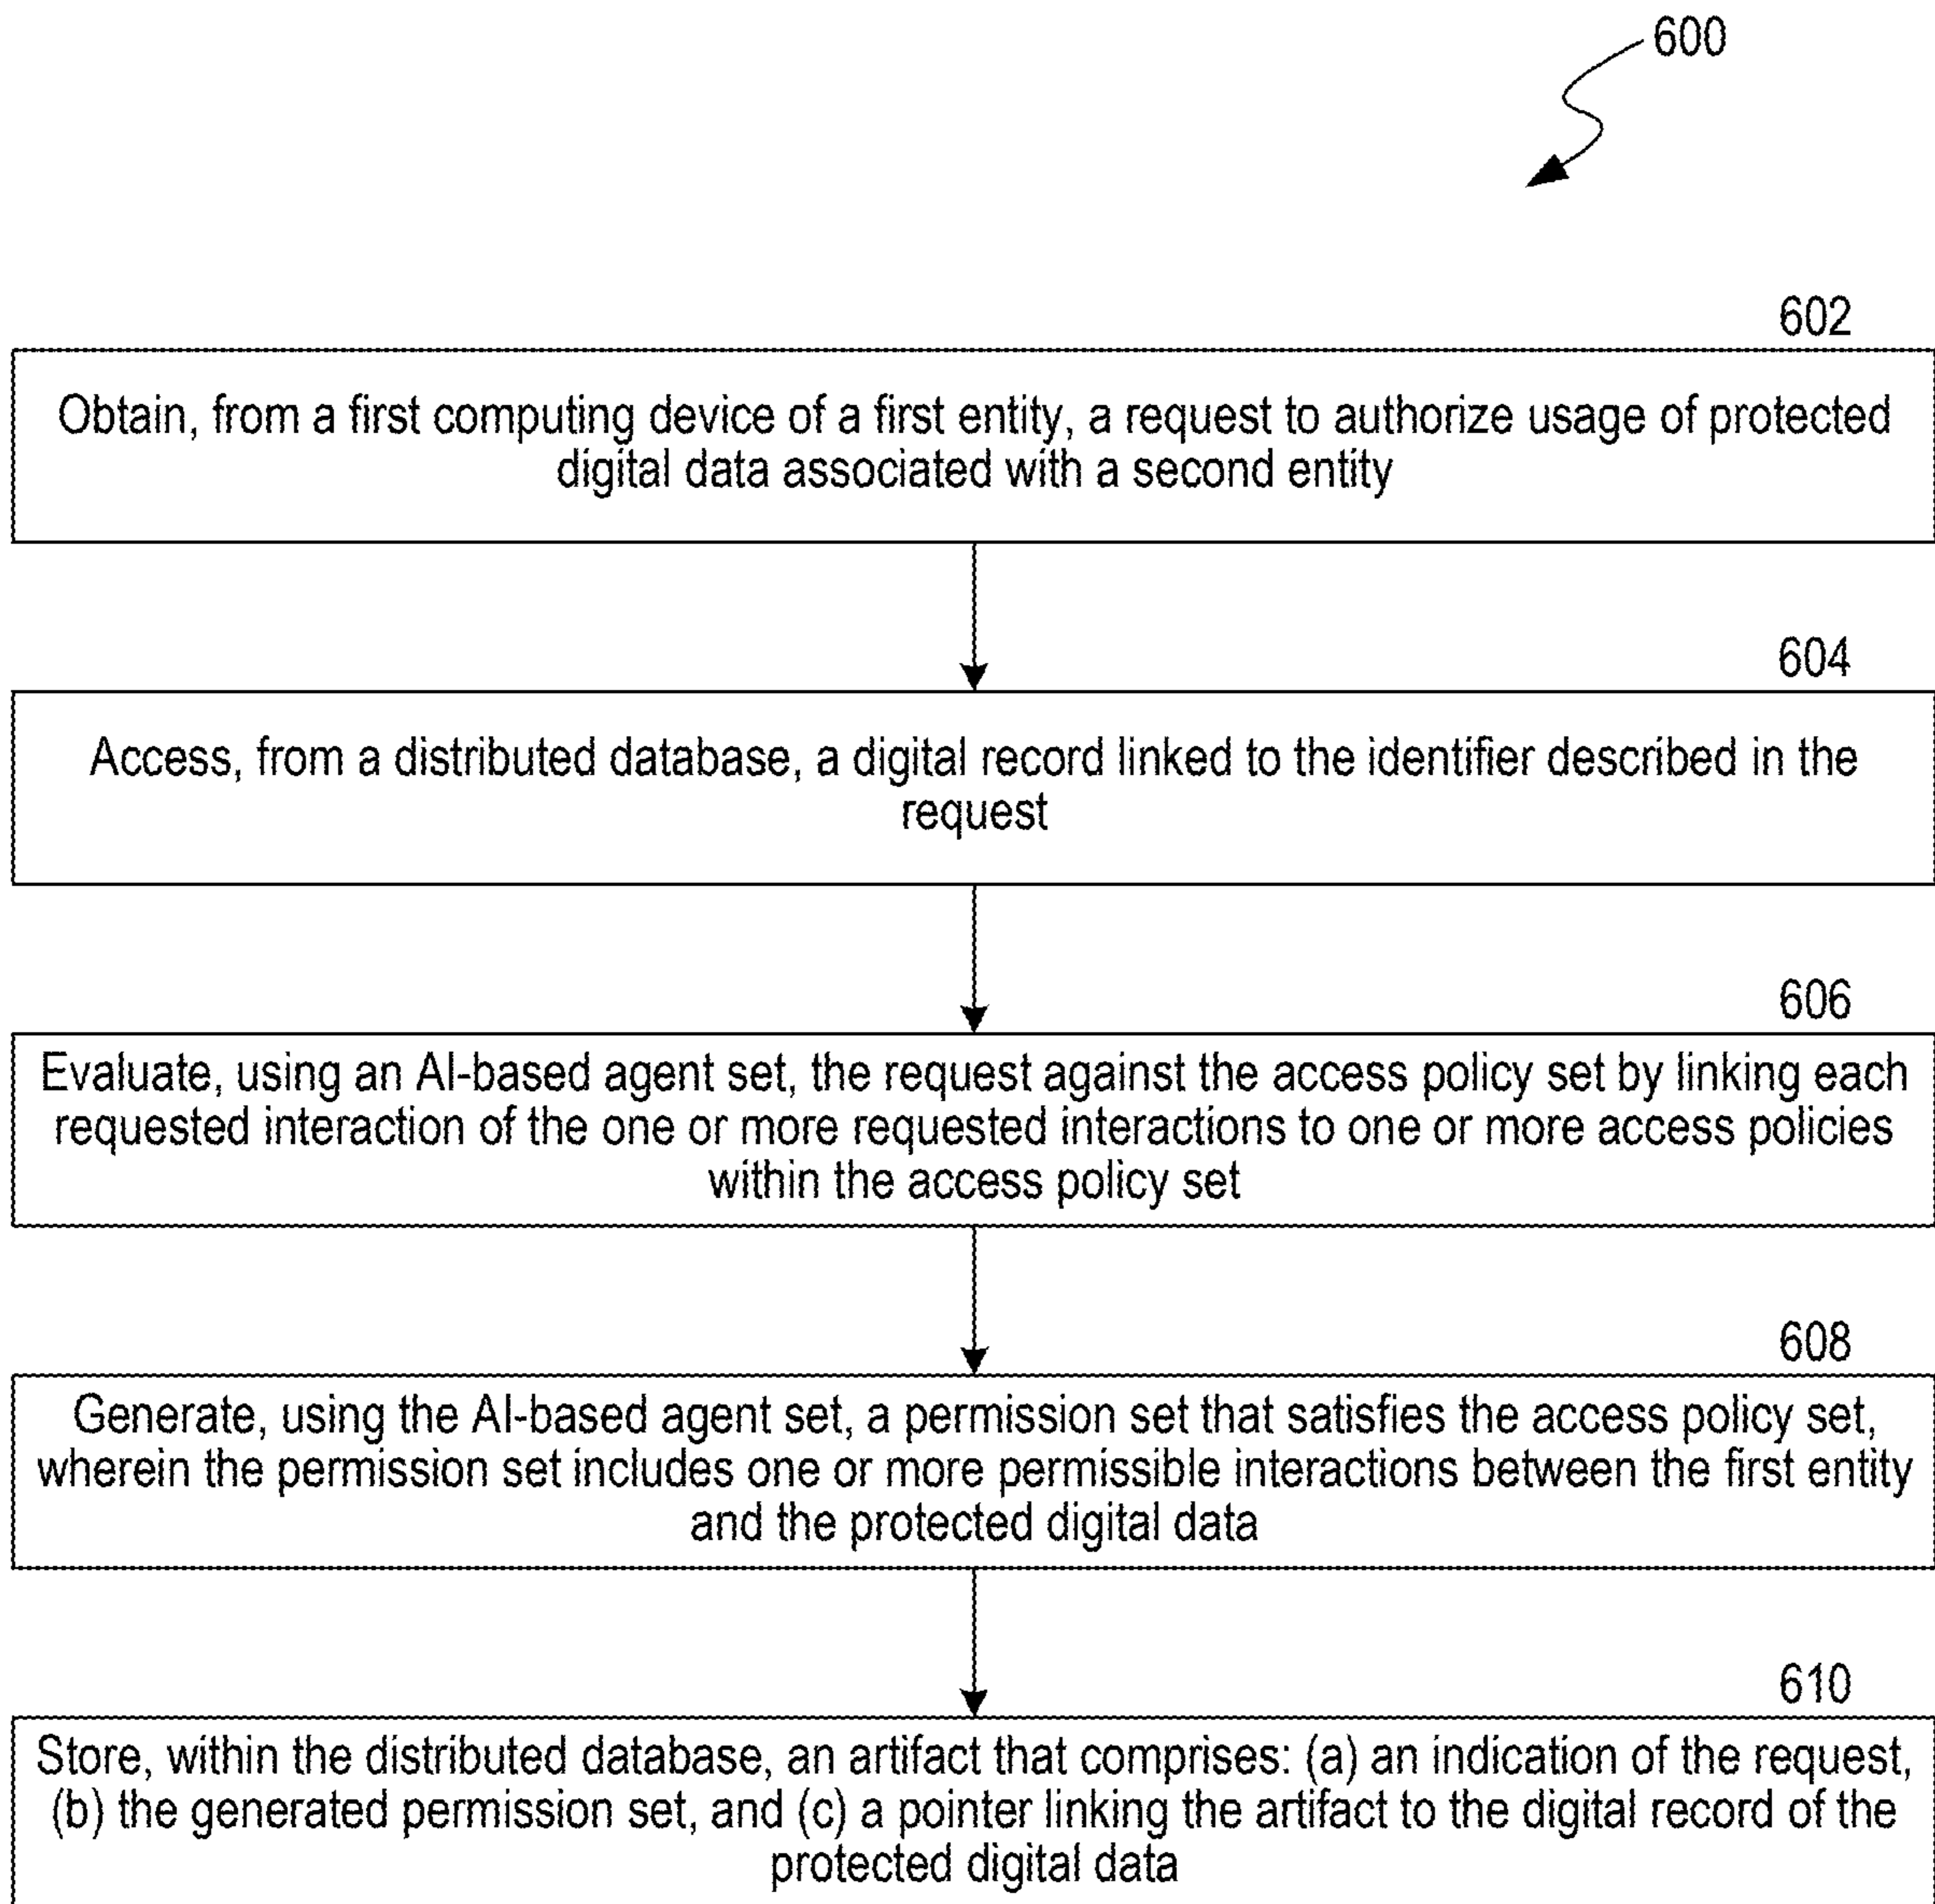 600
602
Obtain, from a first computing device of a first entity, a request to authorize usage of protected
digital data associated with a second entity
604
Access, from a distributed database, a digital record linked to the identifier described in the
request
606
Evaluate, using an AI-based agent set, the request against the access policy set by linking each
requested interaction of the one or more requested interactions to one or more access policies
within the access policy set
608
Generate, using the AI-based agent set, a permission set that satisfies the access policy set,
wherein the permission set includes one or more permissible interactions between the first entity
and the protected digital data
610
Store, within the distributed database, an artifact that comprises: (a) an indication of the request,
(b) the generated permission set, and (c) a pointer linking the artifact to the digital record of the
protected digital data